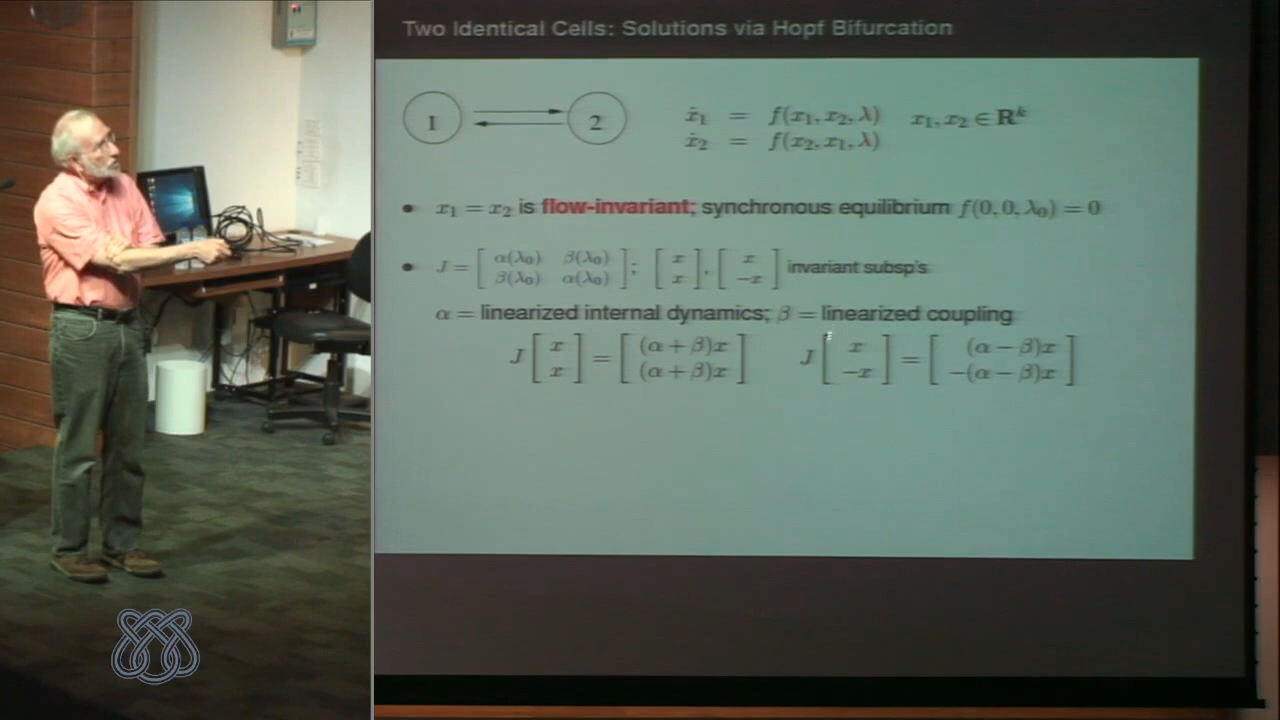 Two Identical Cells: Solutions via Hopf Bifurcation
1 2 ẋ₁ = f(x₁, x₂, λ) x₁, x₂ ∈ Rᵏ
ẋ₂ = f(x₂, x₁, λ)
• x₁ = x₂ is flow-invariant; synchronous equilibrium f(0, 0, λ₀) = 0
• J = [ α(λ₀) β(λ₀) ; β(λ₀) α(λ₀) ]; [ x ; x ], [ x ; −x ] invariant subsp's
α = linearized internal dynamics; β = linearized coupling
J [ x ; x ] = [ (α + β)x ; (α + β)x ] J [ x ; −x ] = [ (α − β)x ; −(α − β)x ]